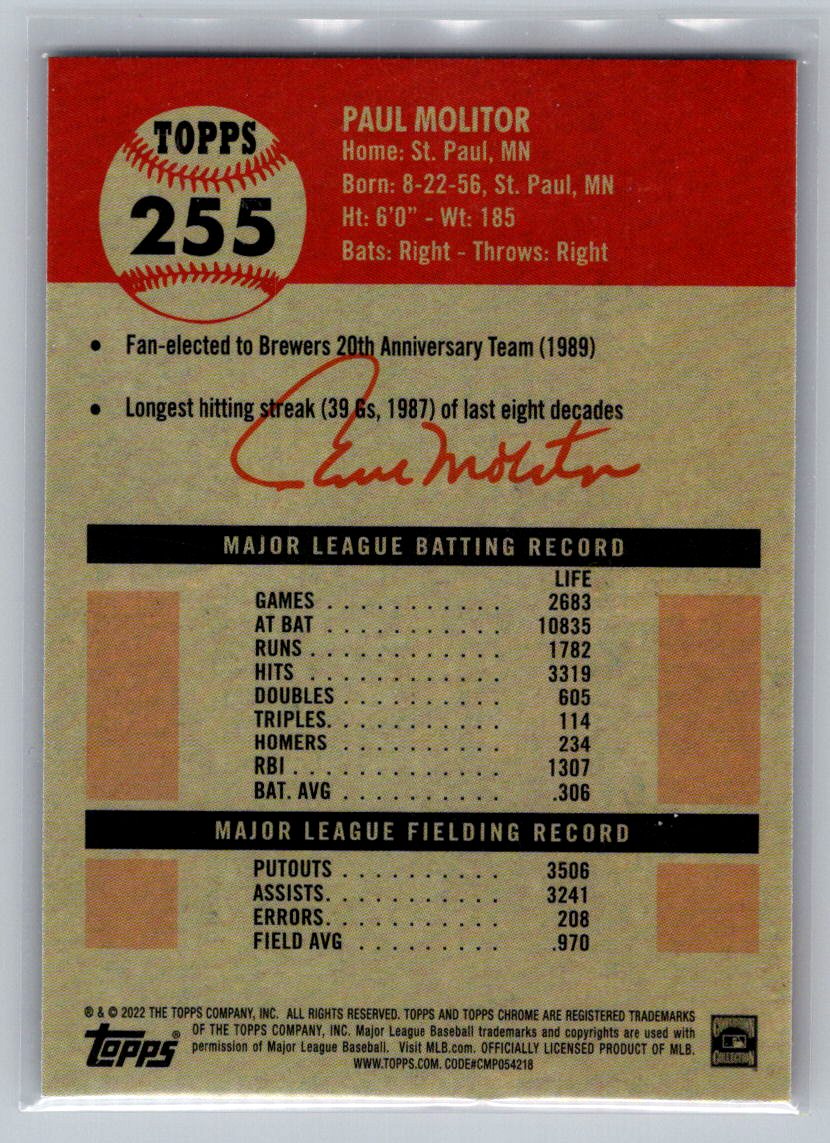 TOPPS
255
PAUL MOLITOR
Home: St. Paul, MN
Born: 8-22-56, St. Paul, MN
Ht: 6'0" - Wt: 185
Bats: Right - Throws: Right
• Fan-elected to Brewers 20th Anniversary Team (1989)
• Longest hitting streak (39 Gs, 1987) of last eight decades
Paul Molitor
MAJOR LEAGUE BATTING RECORD
LIFE
GAMES . . . . . . . . . . . 2683
AT BAT . . . . . . . . . . . 10835
RUNS . . . . . . . . . . . . 1782
HITS . . . . . . . . . . . . 3319
DOUBLES . . . . . . . . . . 605
TRIPLES. . . . . . . . . . . 114
HOMERS . . . . . . . . . . 234
RBI . . . . . . . . . . . . . 1307
BAT. AVG . . . . . . . . . . .306
MAJOR LEAGUE FIELDING RECORD
PUTOUTS . . . . . . . . . . 3506
ASSISTS. . . . . . . . . . . 3241
ERRORS. . . . . . . . . . . 208
FIELD AVG . . . . . . . . . .970
® & © 2022 THE TOPPS COMPANY, INC. ALL RIGHTS RESERVED. TOPPS AND TOPPS CHROME ARE REGISTERED TRADEMARKS
OF THE TOPPS COMPANY, INC. Major League Baseball trademarks and copyrights are used with
permission of Major League Baseball. Visit MLB.com. OFFICIALLY LICENSED PRODUCT OF MLB.
WWW.TOPPS.COM. CODE#CMP054218
Topps®
COOPERSTOWN
COLLECTION